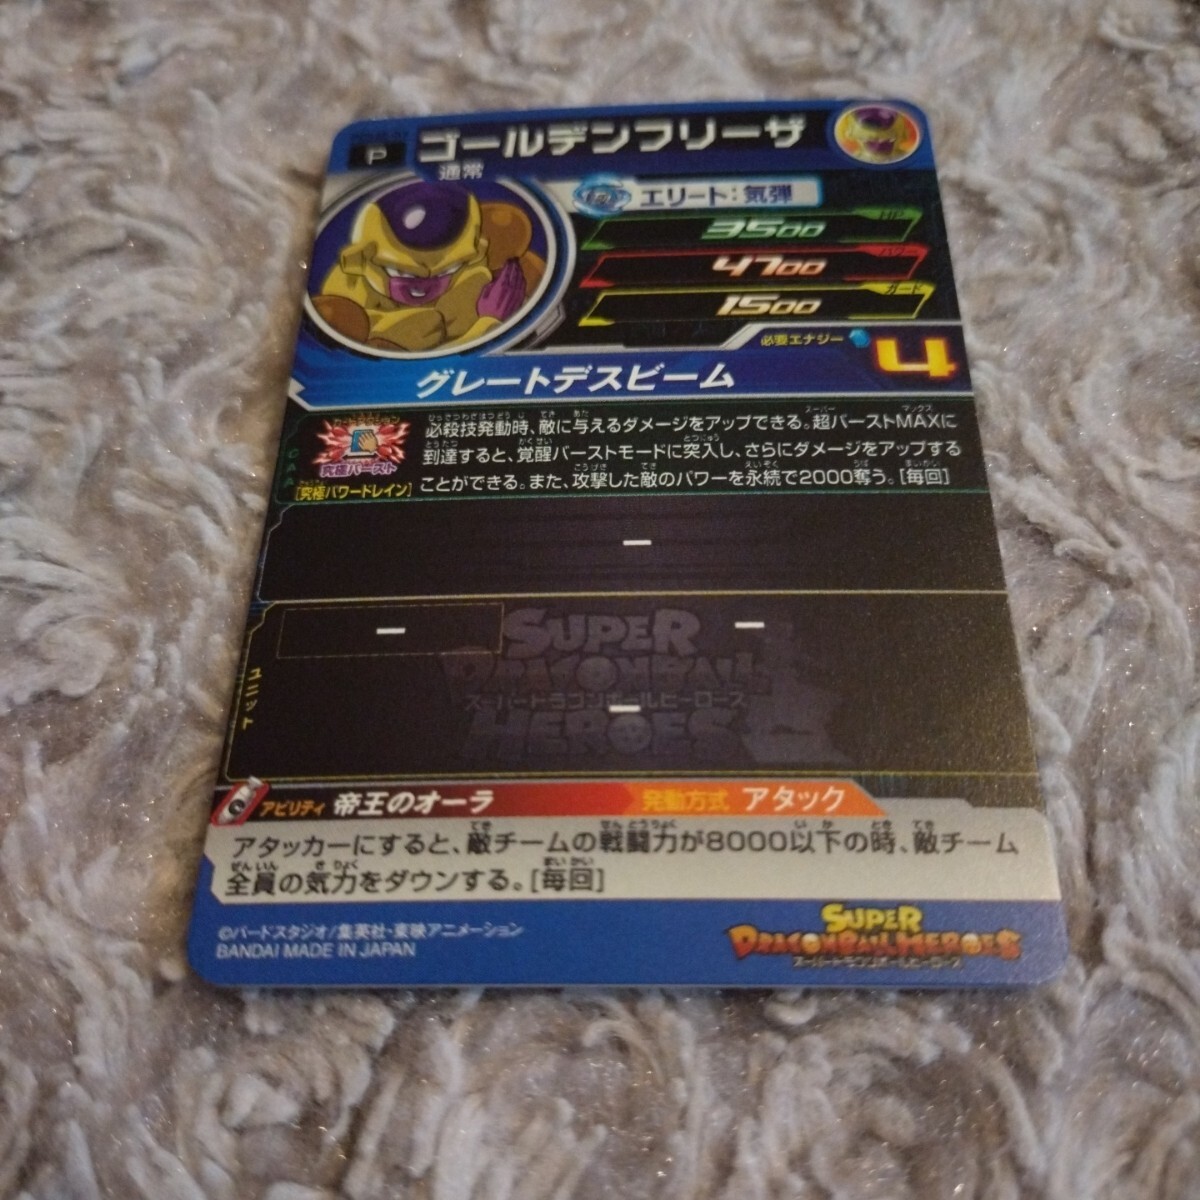 P
ゴールデンフリーザ
通常
エリート:気弾
HP
3500
パワー
4700
ガード
1500
必要エナジー
4
グレートデスビーム
CAA
究極バースト
[究極パワードレイン]
必殺技発動時、敵に与えるダメージをアップできる。超バーストMAXに
到達すると、覚醒バーストモードに突入し、さらにダメージをアップする
ことができる。また、攻撃した敵のパワーを永続で2000奪う。[毎回]
ー
ユニット
ー
ー
ー
SUPER
DRAGONBALL
スーパードラゴンボールヒーローズ
HEROES
アビリティ 帝王のオーラ
発動方式 アタック
アタッカーにすると、敵チームの戦闘力が8000以下の時、敵チーム
全員の気力をダウンする。[毎回]
©バードスタジオ/集英社・東映アニメーション
BANDAI MADE IN JAPAN
SUPER
DRAGONBALL HEROES
スーパードラゴンボールヒーローズ